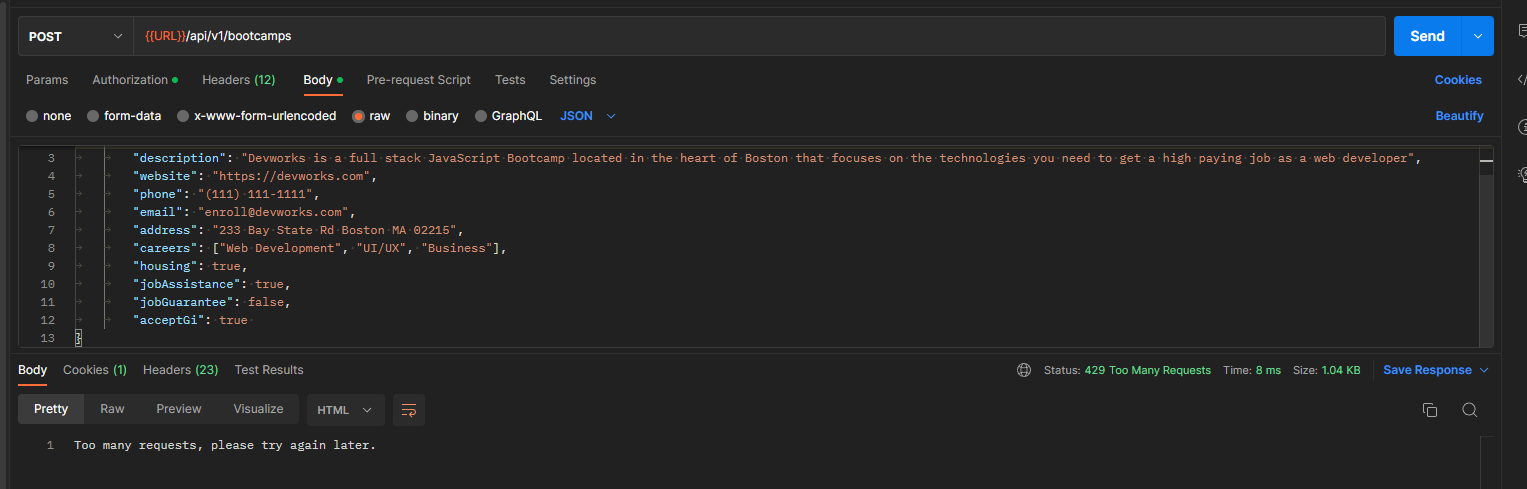 POST {{URL}}/api/v1/bootcamps Send
Params Authorization Headers (12) Body Pre-request Script Tests Settings Cookies
none form-data x-www-form-urlencoded raw binary GraphQL JSON Beautify
3 "description": "Devworks is a full stack JavaScript Bootcamp located in the heart of Boston that focuses on the technologies you need to get a high paying job as a web developer",
4 "website": "https://devworks.com",
5 "phone": "(111) 111-1111",
6 "email": "enroll@devworks.com",
7 "address": "233 Bay State Rd Boston MA 02215",
8 "careers": ["Web Development", "UI/UX", "Business"],
9 "housing": true,
10 "jobAssistance": true,
11 "jobGuarantee": false,
12 "acceptGi": true
13 }
Body Cookies (1) Headers (23) Test Results Status: 429 Too Many Requests Time: 8 ms Size: 1.04 KB Save Response
Pretty Raw Preview Visualize HTML
1 Too many requests, please try again later.